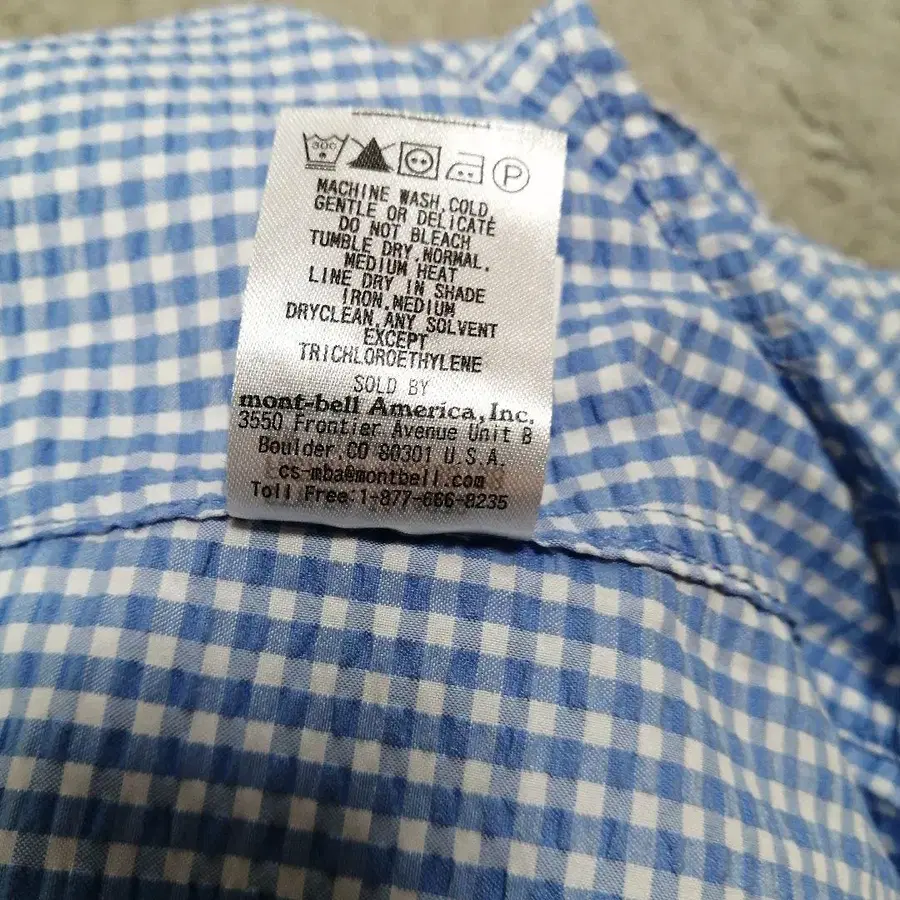 30C
P
MACHINE WASH,COLD,
GENTLE OR DELICATE
DO NOT BLEACH
TUMBLE DRY,NORMAL,
MEDIUM HEAT
LINE DRY IN SHADE
IRON,MEDIUM
DRYCLEAN,ANY SOLVENT
EXCEPT
TRICHLOROETHYLENE
SOLD BY
mont-bell America,Inc.
3550 Frontier Avenue Unit B
Boulder,CO 80301 U.S.A.
cs-mba@montbell.com
Toll Free:1-877-666-8235